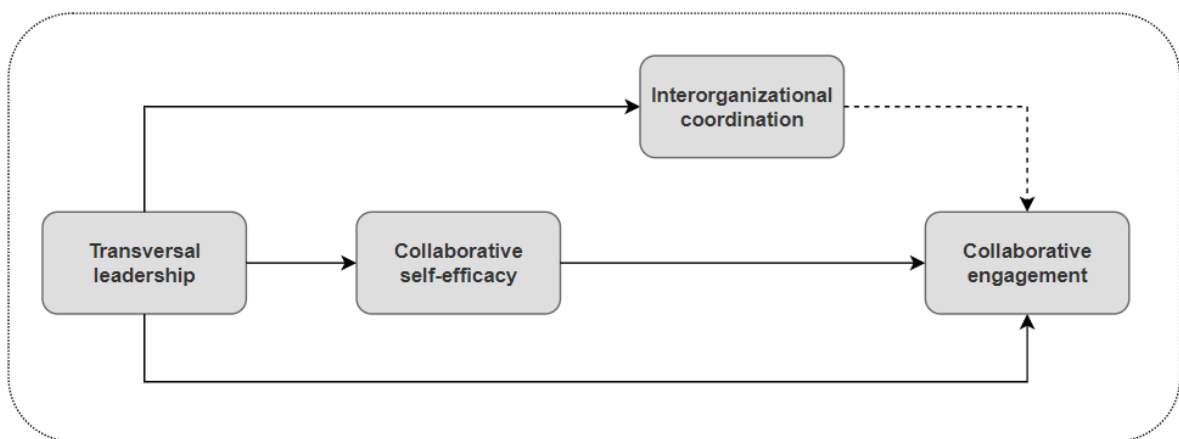 Interorganizational
coordination
Transversal
leadership
Collaborative
self-efficacy
Collaborative
engagement